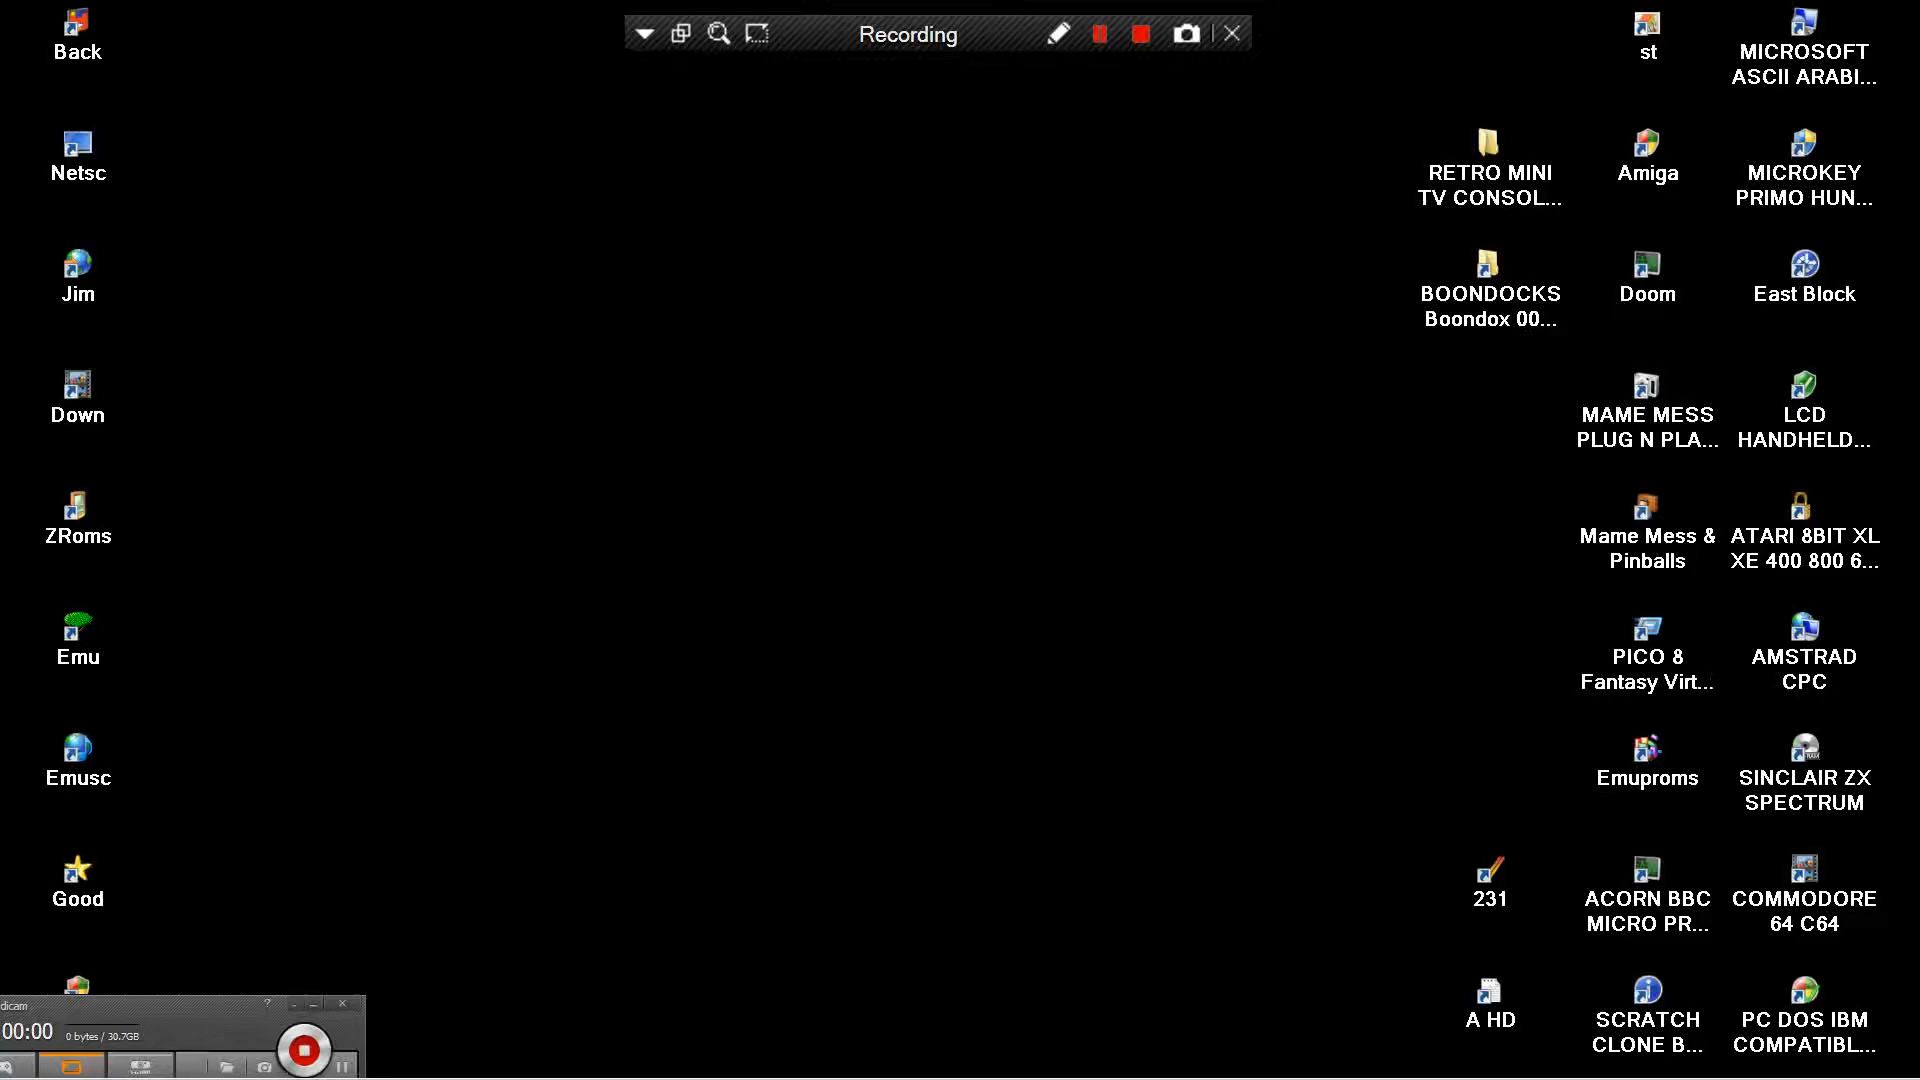 Back
Netsc
Jim
Down
ZRoms
Emu
Emusc
Good
Recording
RETRO MINI
TV CONSOL...
BOONDOCKS
Boondox 00...
231
A HD
st
Amiga
Doom
MAME MESS
PLUG N PLA...
Mame Mess &
Pinballs
PICO 8
Fantasy Virt...
Emuproms
ACORN BBC
MICRO PR...
SCRATCH
CLONE B...
MICROSOFT
ASCII ARABI...
MICROKEY
PRIMO HUN...
East Block
LCD
HANDHELD...
ATARI 8BIT XL
XE 400 800 6...
AMSTRAD
CPC
SINCLAIR ZX
SPECTRUM
COMMODORE
64 C64
PC DOS IBM
COMPATIBL...
dicam
00:00
0 bytes / 30.7GB